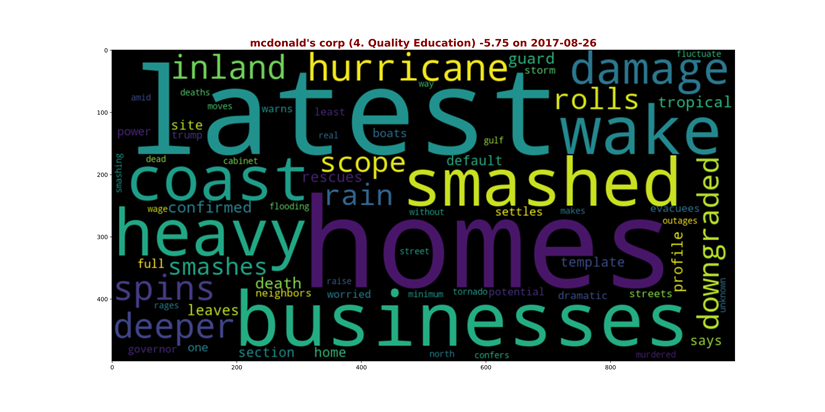 mcdonald's corp (4. Quality Education) -5.75 on 2017-08-26
0
100
200
300
400
0 200 400 600 800
inland hurricane guard storm damage fluctuate
amid deaths moves latest way warns least rolls tropical
power site trump real boats gulf wake
smashing dead cabinet scope default
coast rescues rain smashed downgraded
wage confirmed flooding without settles makes evacuees outages
heavy homes street profile
full smashes template
spins death neighbors raise worried minimum tornado potential dramatic streets unknown
rages leaves businesses
deeper says
governor one section home north confers murdered